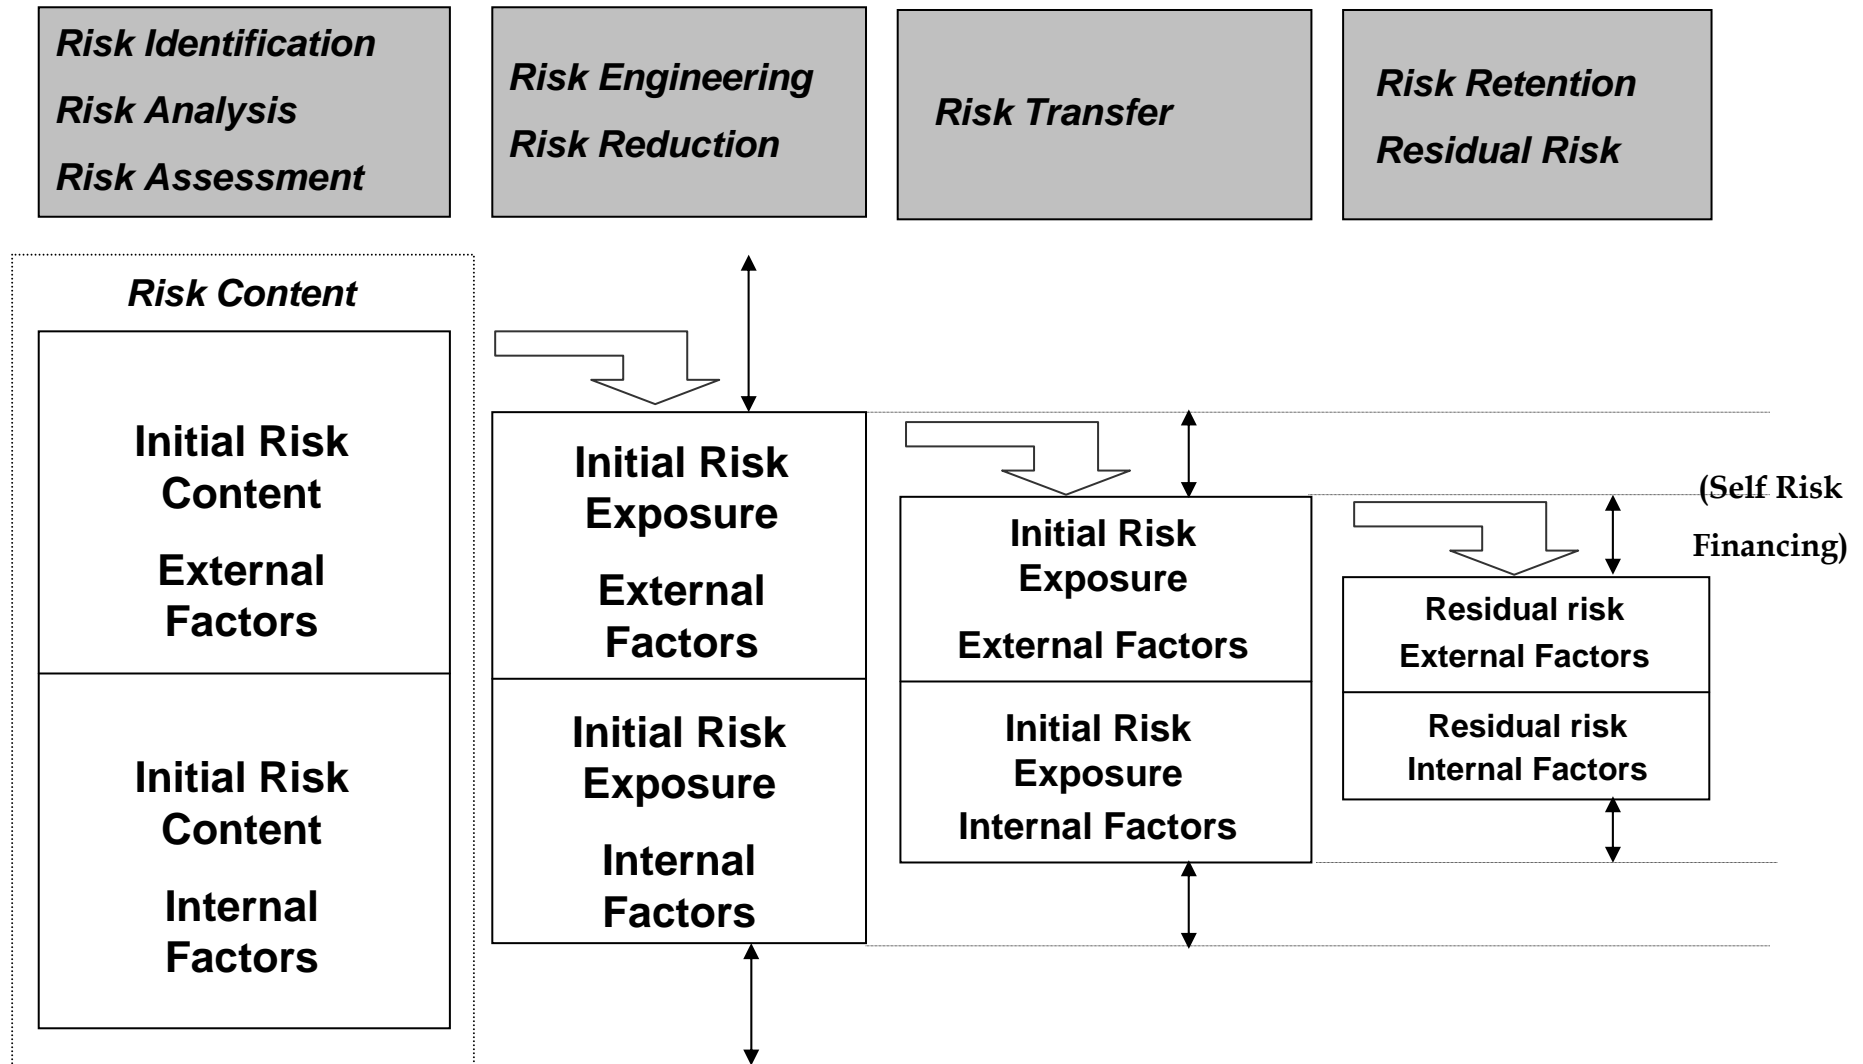 Risk Identification
Risk Analysis
Risk Assessment
Risk Engineering
Risk Reduction
Risk Transfer
Risk Retention
Residual Risk
Risk Content
Initial Risk
Content
External
Factors
Initial Risk
Content
Internal
Factors
Initial Risk
Exposure
External
Factors
Initial Risk
Exposure
Internal
Factors
Initial Risk
Exposure
External Factors
Initial Risk
Exposure
Internal Factors
(Self Risk
Financing)
Residual risk
External Factors
Residual risk
Internal Factors